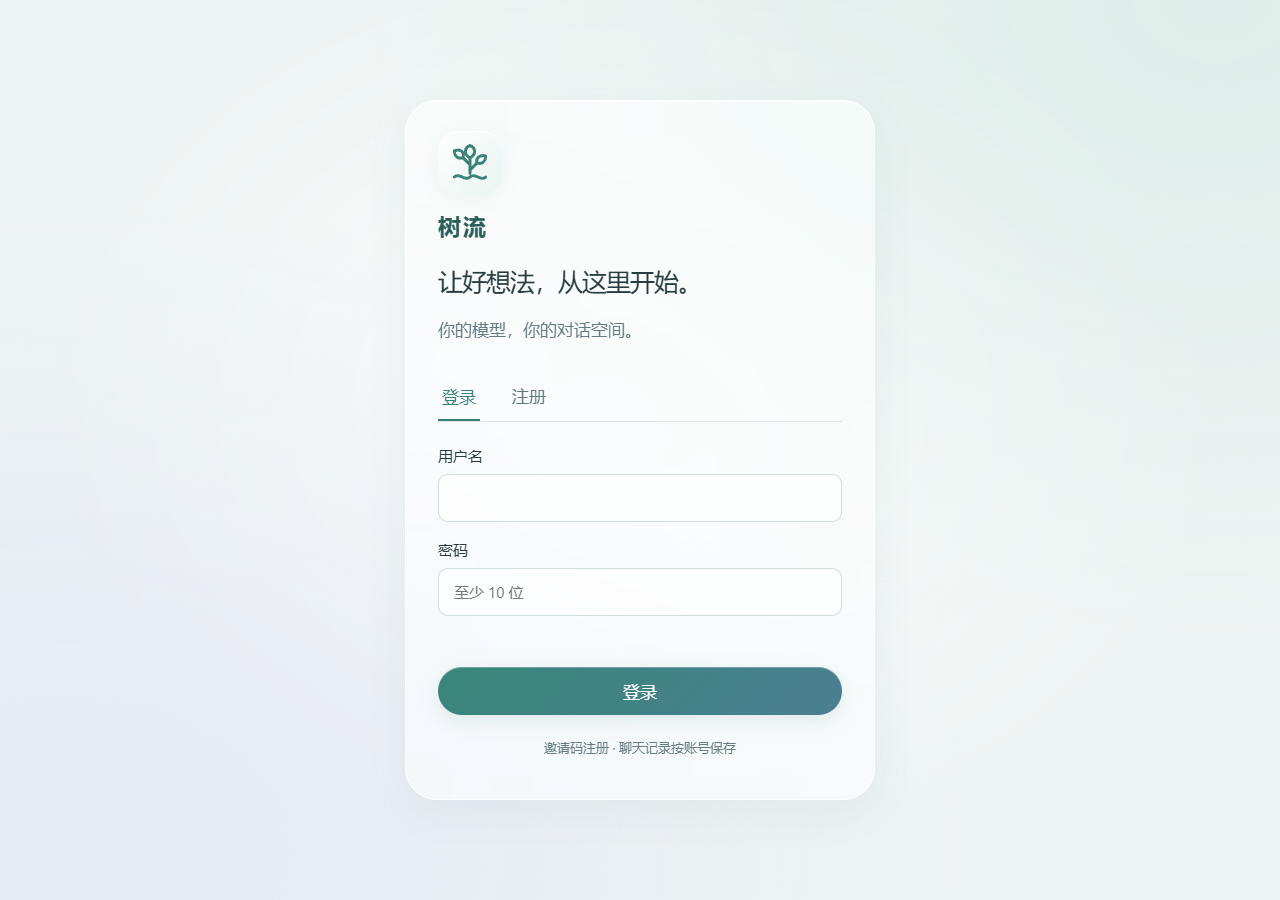 树流
让好想法，从这里开始。
你的模型，你的对话空间。
登录 注册
用户名
密码
至少 10 位
登录
邀请码注册 · 聊天记录按账号保存